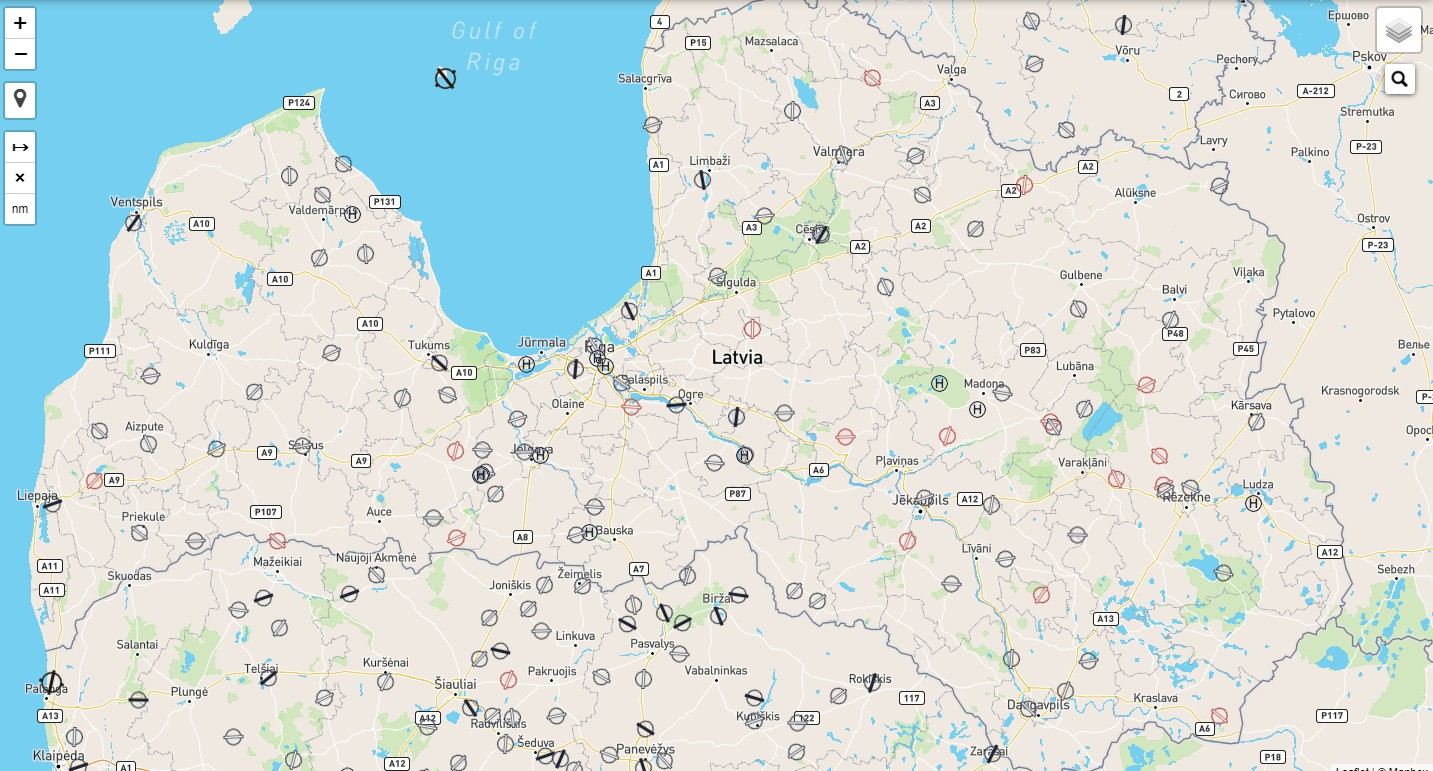 +
Gulf of
Riga
4
P15
Mazsalaca
Ершово
−
Võru
Pechory
Pskov
Salacgrīva
Valga
P124
A3
2
Сигово
A-212
Stremutka
↦
A1
Limbaži
Valmiera
Lavry
Palkino
P-23
×
A2
A2
Alūksne
nm
Ventspils
P131
A10
A3
A2
A2
Ostrov
P-23
A10
A1
Sigulda
Gulbene
Balvi
Viļaka
Pytalovo
A10
P48
P111
Kuldīga
Tukums
Jūrmala
Rīga
Latvia
P83
P45
A10
Salaspils
Ogre
Lubāna
Madona
Krasnogorodsk
Olaine
Kārsava
Aizpute
A9
A9
Jelgava
Pļaviņas
Varakļāni
A9
A6
Liepaja
P87
Jēkabpils
A12
Rēzekne
Ludza
Priekule
P107
Auce
Bauska
A8
Līvāni
A12
A11
Mažeikiai
Naujoji Akmenė
A7
Sebezh
A11
Skuodas
Joniškis
Žeimelis
Biržai
A13
Salantai
Linkuva
Pasvalys
Telšiai
Kuršėnai
Pakruojis
Vabalninkas
Palanga
Plungė
Šiauliai
Rokiškis
117
Kraslava
A13
A12
Radviliškis
Kupiškis
122
Daugavpils
A6
P117
Klaipėda
Šeduva
Panevėžys
Zarasai
A1
A12
P18